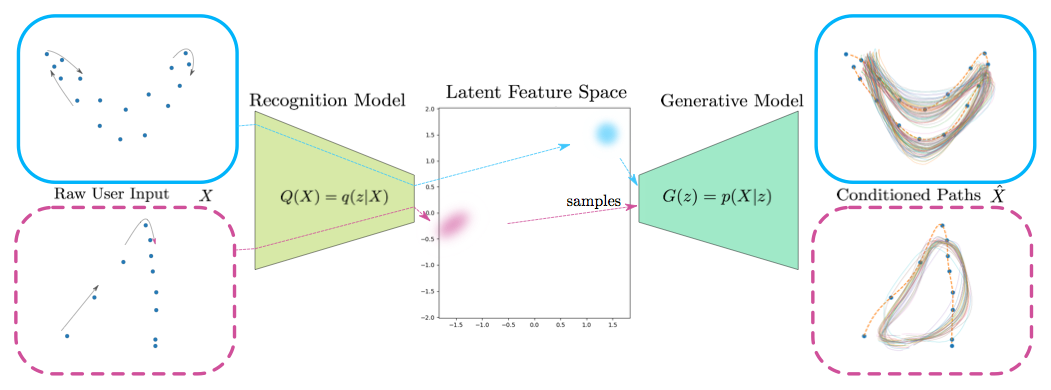 Recognition Model
Latent Feature Space
Generative Model
Raw User Input X
Q(X) = q(z|X)
G(z) = p(X|z)
samples
Conditioned Paths X̂
2.0
1.5
1.0
0.5
0.0
−0.5
−1.0
−1.5
−2.0
−1.5 −1.0 −0.5 0.0 0.5 1.0 1.5